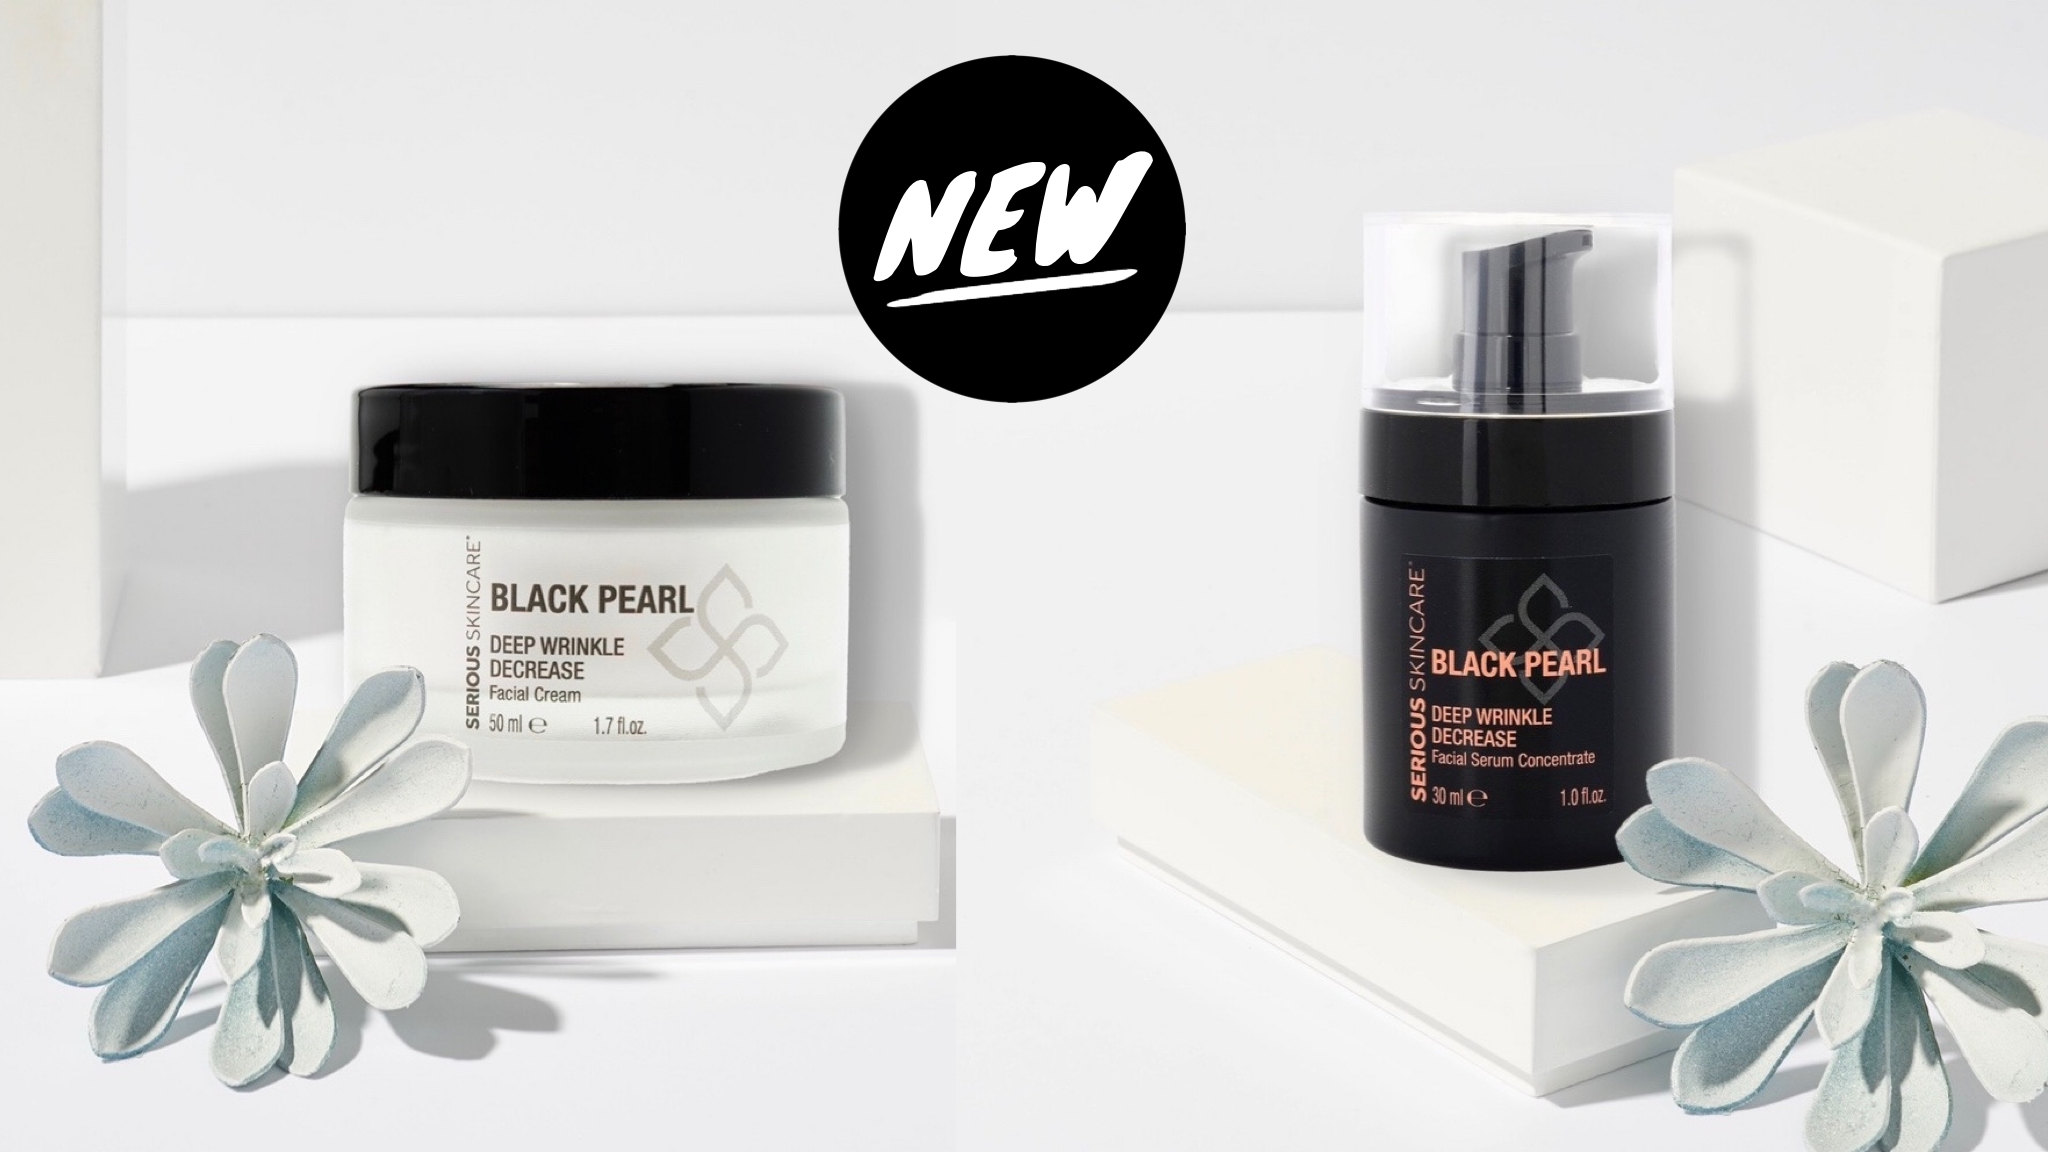 NEW
SERIOUS SKINCARE®
BLACK PEARL
DEEP WRINKLE
DECREASE
Facial Cream
50 ml ℮ 1.7 fl.oz.
SERIOUS SKINCARE®
BLACK PEARL
DEEP WRINKLE
DECREASE
Facial Serum Concentrate
30 ml ℮ 1.0 fl.oz.